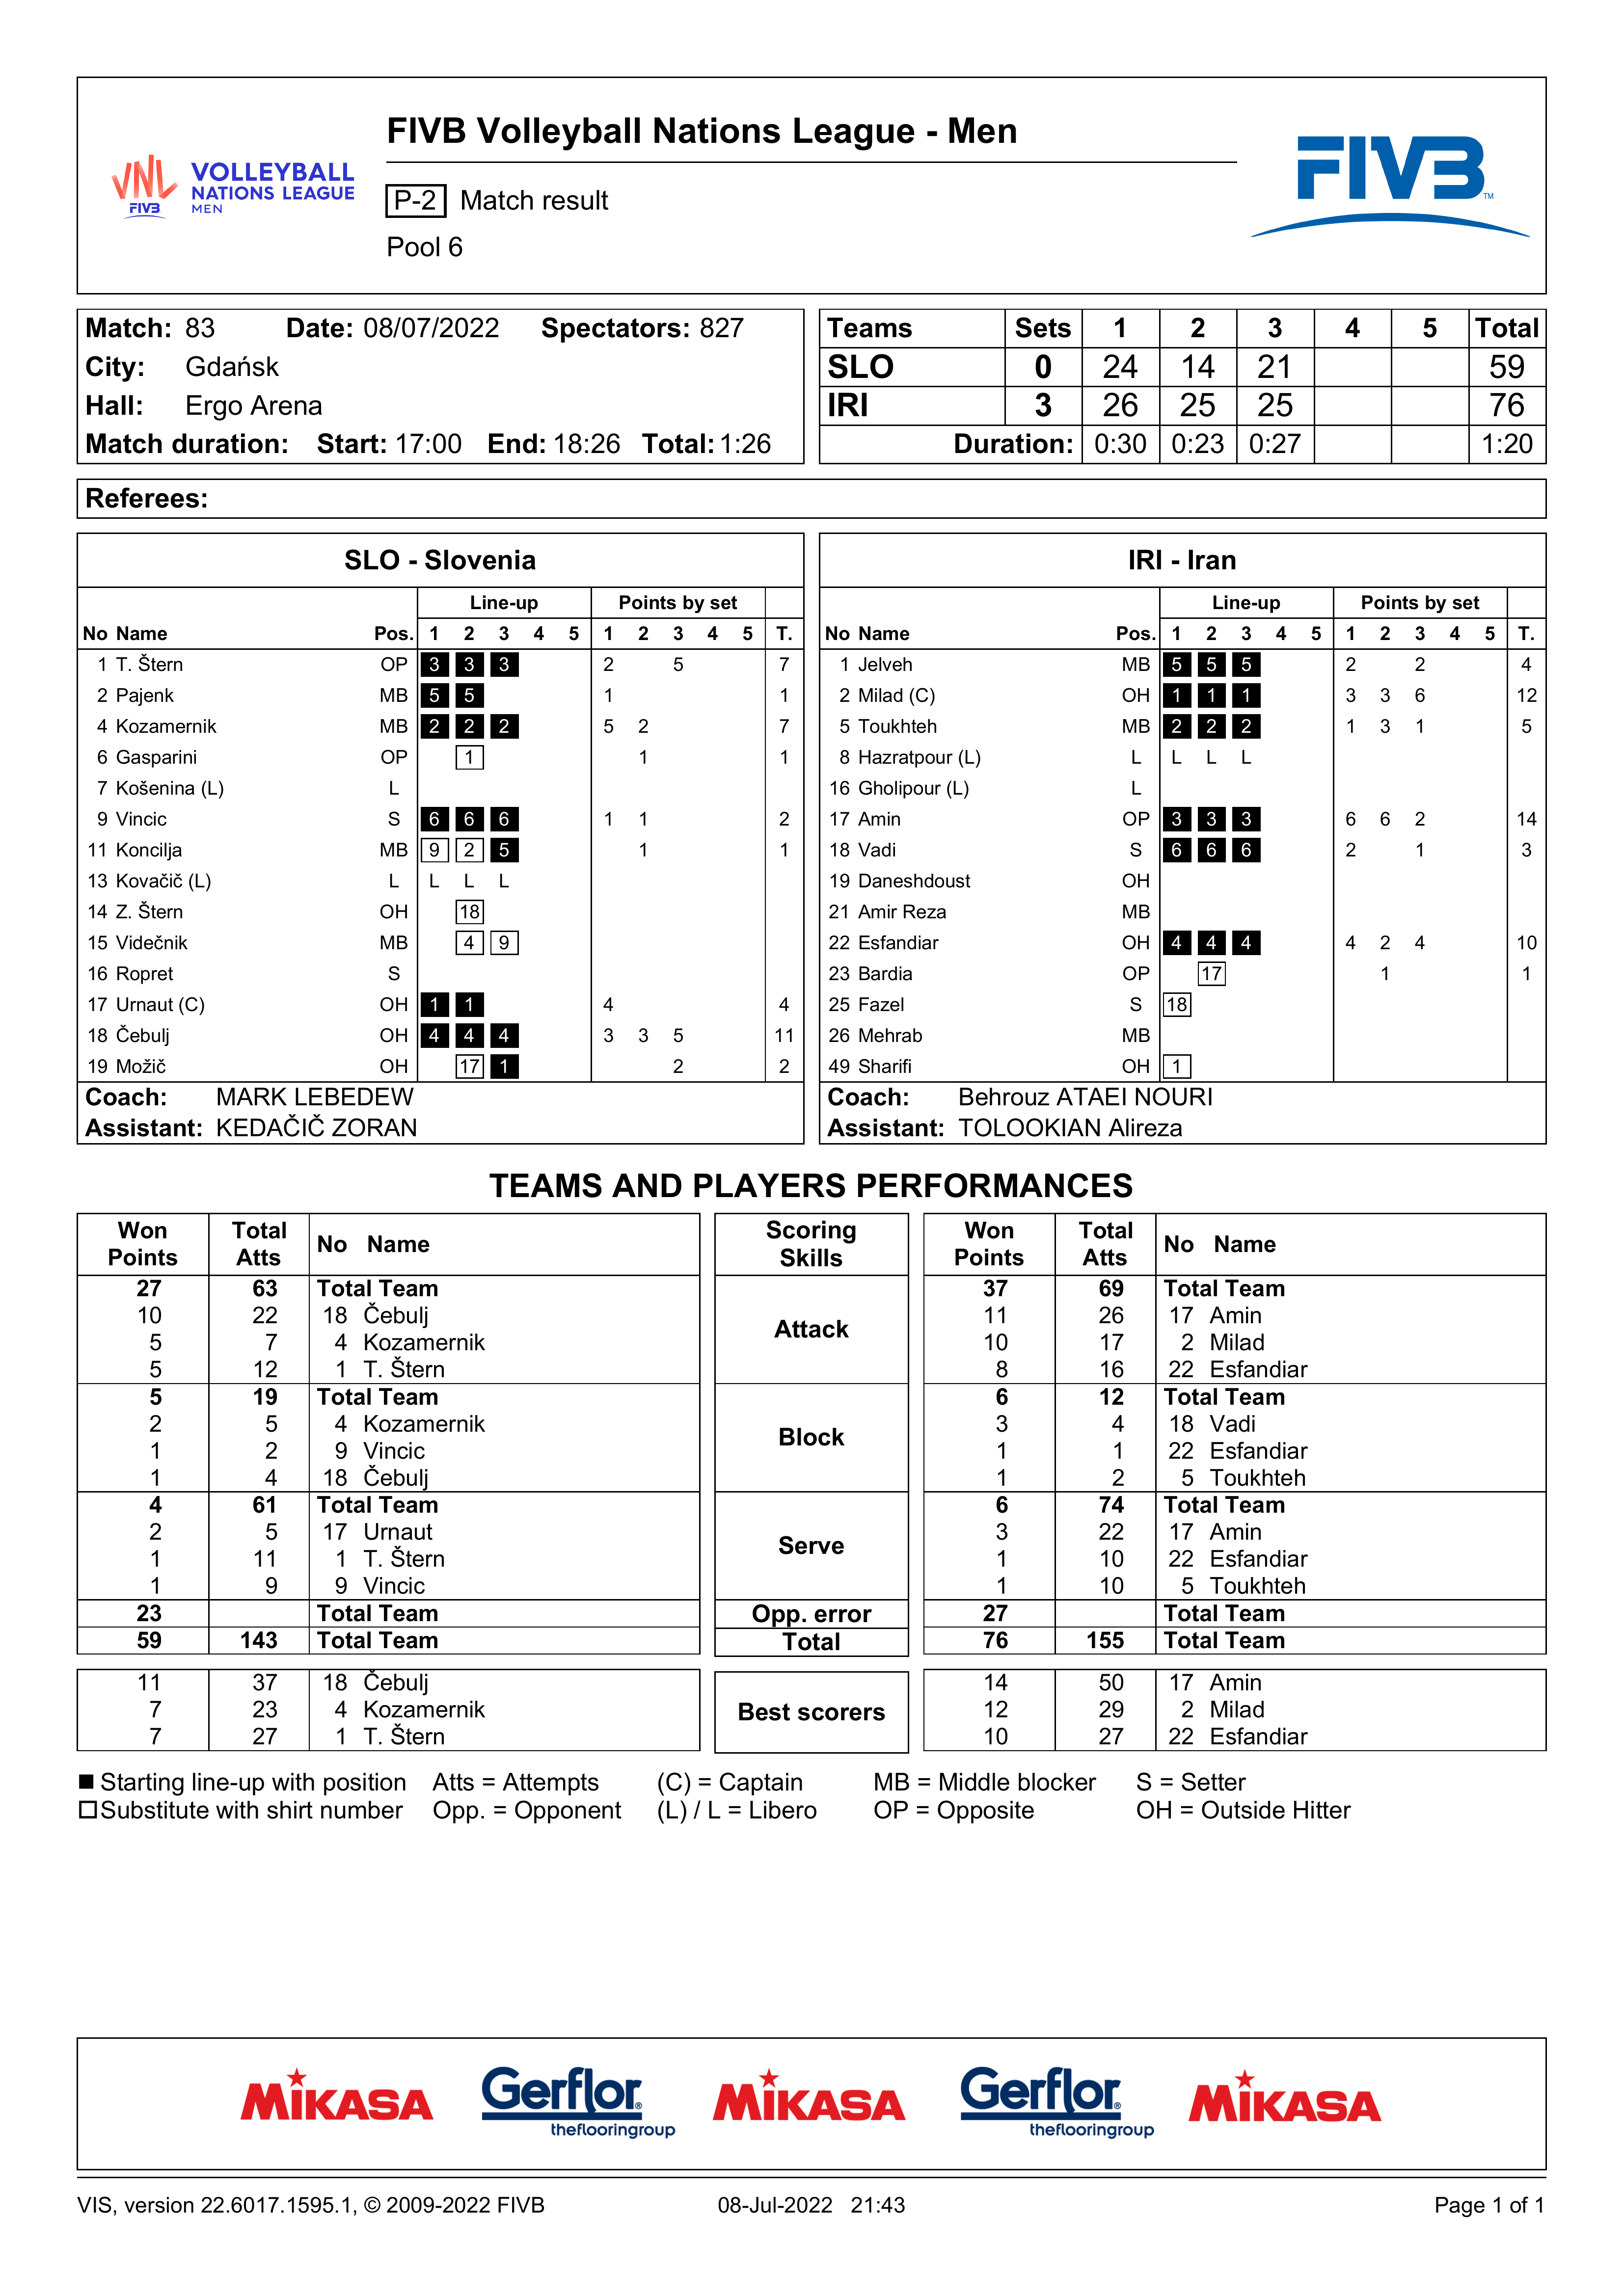 FIVB Volleyball Nations League - Men
VNL FIVB VOLLEYBALL NATIONS LEAGUE MEN
P-2 Match result
Pool 6
FIVB TM
Match: 83 Date: 08/07/2022 Spectators: 827
City: Gdańsk
Hall: Ergo Arena
Match duration: Start: 17:00 End: 18:26 Total: 1:26
Teams Sets 1 2 3 4 5 Total
SLO 0 24 14 21 59
IRI 3 26 25 25 76
Duration: 0:30 0:23 0:27 1:20
Referees:
SLO - Slovenia
Line-up Points by set
No Name Pos. 1 2 3 4 5 1 2 3 4 5 T.
1 T. Štern OP 3 3 3 2 5 7
2 Pajenk MB 5 5 1 1
4 Kozamernik MB 2 2 2 5 2 7
6 Gasparini OP 1 1 1
7 Košenina (L) L
9 Vincic S 6 6 6 1 1 2
11 Koncilja MB 9 2 5 1 1
13 Kovačič (L) L L L L
14 Z. Štern OH 18
15 Videčnik MB 4 9
16 Ropret S
17 Urnaut (C) OH 1 1 4 4
18 Čebulj OH 4 4 4 3 3 5 11
19 Možič OH 17 1 2 2
Coach: MARK LEBEDEW
Assistant: KEDAČIČ ZORAN
IRI - Iran
Line-up Points by set
No Name Pos. 1 2 3 4 5 1 2 3 4 5 T.
1 Jelveh MB 5 5 5 2 2 4
2 Milad (C) OH 1 1 1 3 3 6 12
5 Toukhteh MB 2 2 2 1 3 1 5
8 Hazratpour (L) L L L L
16 Gholipour (L) L
17 Amin OP 3 3 3 6 6 2 14
18 Vadi S 6 6 6 2 1 3
19 Daneshdoust OH
21 Amir Reza MB
22 Esfandiar OH 4 4 4 4 2 4 10
23 Bardia OP 17 1 1
25 Fazel S 18
26 Mehrab MB
49 Sharifi OH 1
Coach: Behrouz ATAEI NOURI
Assistant: TOLOOKIAN Alireza
TEAMS AND PLAYERS PERFORMANCES
Won Points Total Atts No Name Scoring Skills Won Points Total Atts No Name
27 63 Total Team Attack 37 69 Total Team
10 22 18 Čebulj 11 26 17 Amin
5 7 4 Kozamernik 10 17 2 Milad
5 12 1 T. Štern 8 16 22 Esfandiar
5 19 Total Team Block 6 12 Total Team
2 5 4 Kozamernik 3 4 18 Vadi
1 2 9 Vincic 1 1 22 Esfandiar
1 4 18 Čebulj 1 2 5 Toukhteh
4 61 Total Team Serve 6 74 Total Team
2 5 17 Urnaut 3 22 17 Amin
1 11 1 T. Štern 1 10 22 Esfandiar
1 9 9 Vincic 1 10 5 Toukhteh
23 Total Team Opp. error 27 Total Team
59 143 Total Team Total 76 155 Total Team
11 37 18 Čebulj Best scorers 14 50 17 Amin
7 23 4 Kozamernik 12 29 2 Milad
7 27 1 T. Štern 10 27 22 Esfandiar
Starting line-up with position Atts = Attempts (C) = Captain MB = Middle blocker S = Setter
Substitute with shirt number Opp. = Opponent (L) / L = Libero OP = Opposite OH = Outside Hitter
MIKASA Gerflor® theflooringgroup MIKASA Gerflor® theflooringgroup MIKASA
VIS, version 22.6017.1595.1, © 2009-2022 FIVB 08-Jul-2022 21:43 Page 1 of 1